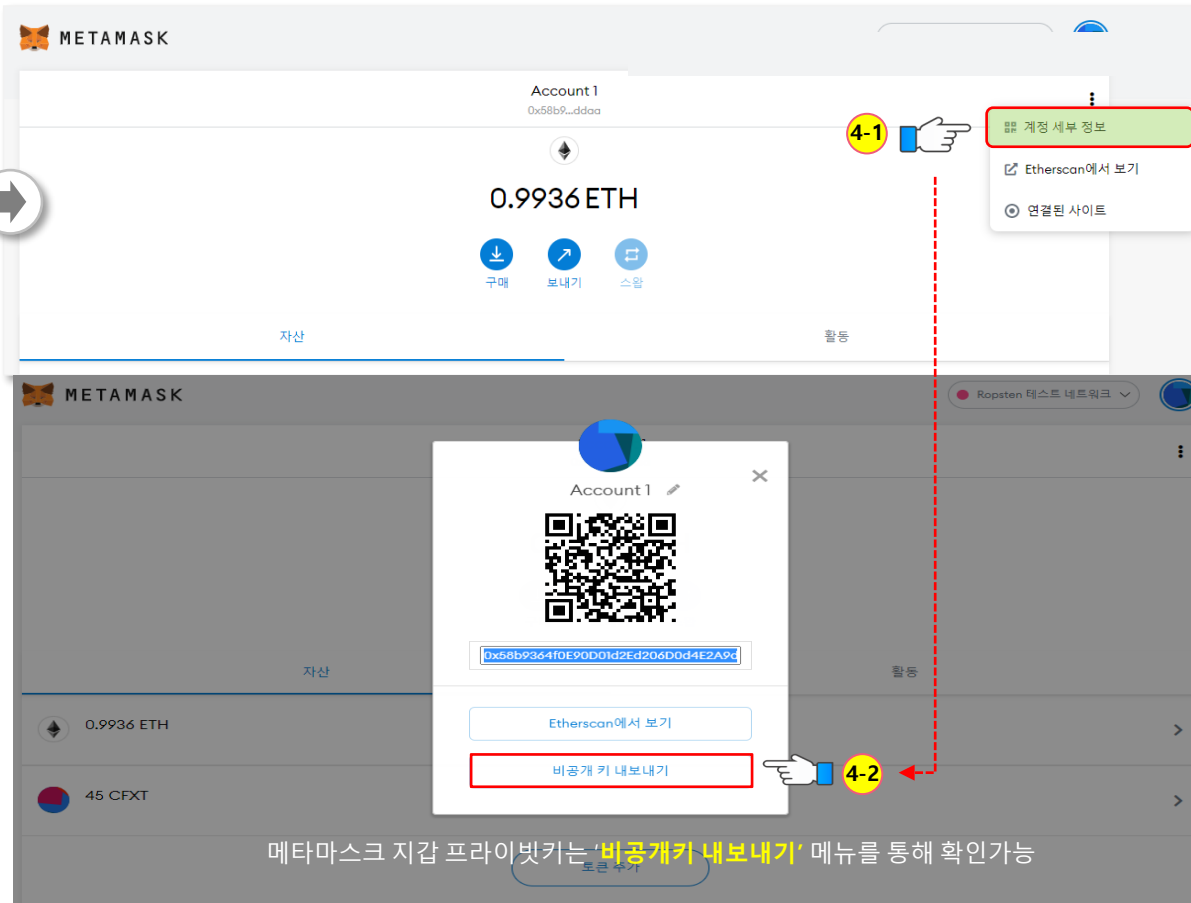 METAMASK
Account 1
0x58b9...ddaa
4-1
계정 세부 정보
Etherscan에서 보기
연결된 사이트
0.9936 ETH
구매
보내기
스왑
자산
활동
METAMASK
Ropsten 테스트 네트워크
Account 1
0x58b9364f0E90D01d2Ed206D0d4E2A9d
자산
활동
0.9936 ETH
Etherscan에서 보기
비공개 키 내보내기
4-2
45 CFXT
메타마스크 지갑 프라이빗키는 '비공개키 내보내기' 메뉴를 통해 확인가능
토큰 추가